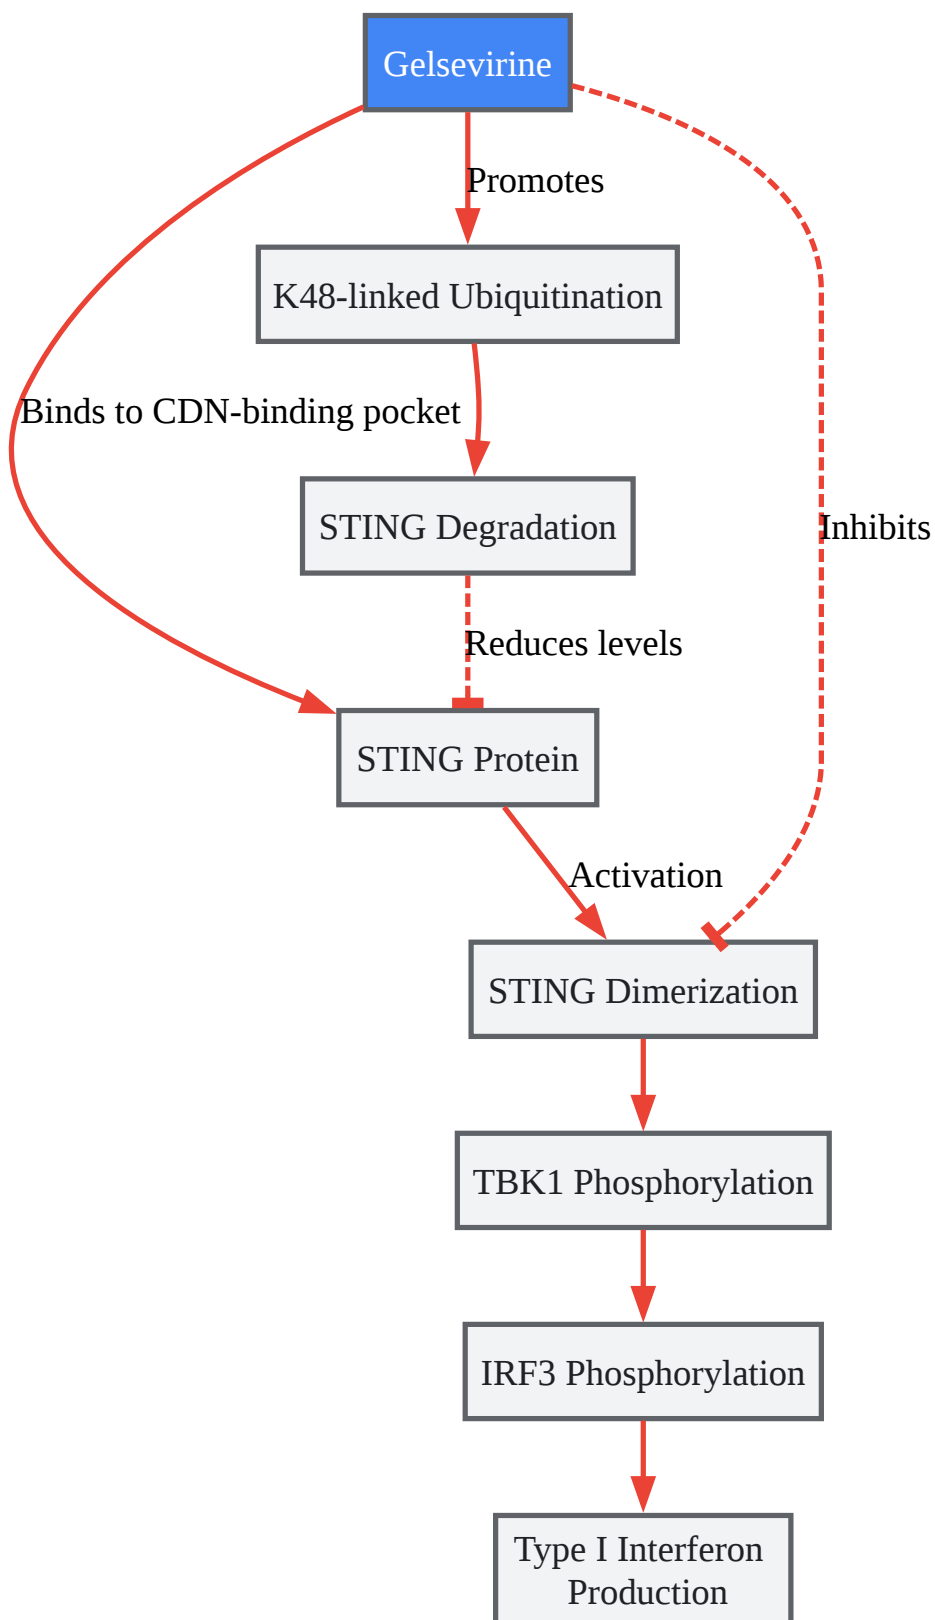 Gelsevirine
Promotes
K48-linked Ubiquitination
Binds to CDN-binding pocket
STING Degradation
Inhibits
Reduces levels
STING Protein
Activation
STING Dimerization
TBK1 Phosphorylation
IRF3 Phosphorylation
Type I Interferon
Production